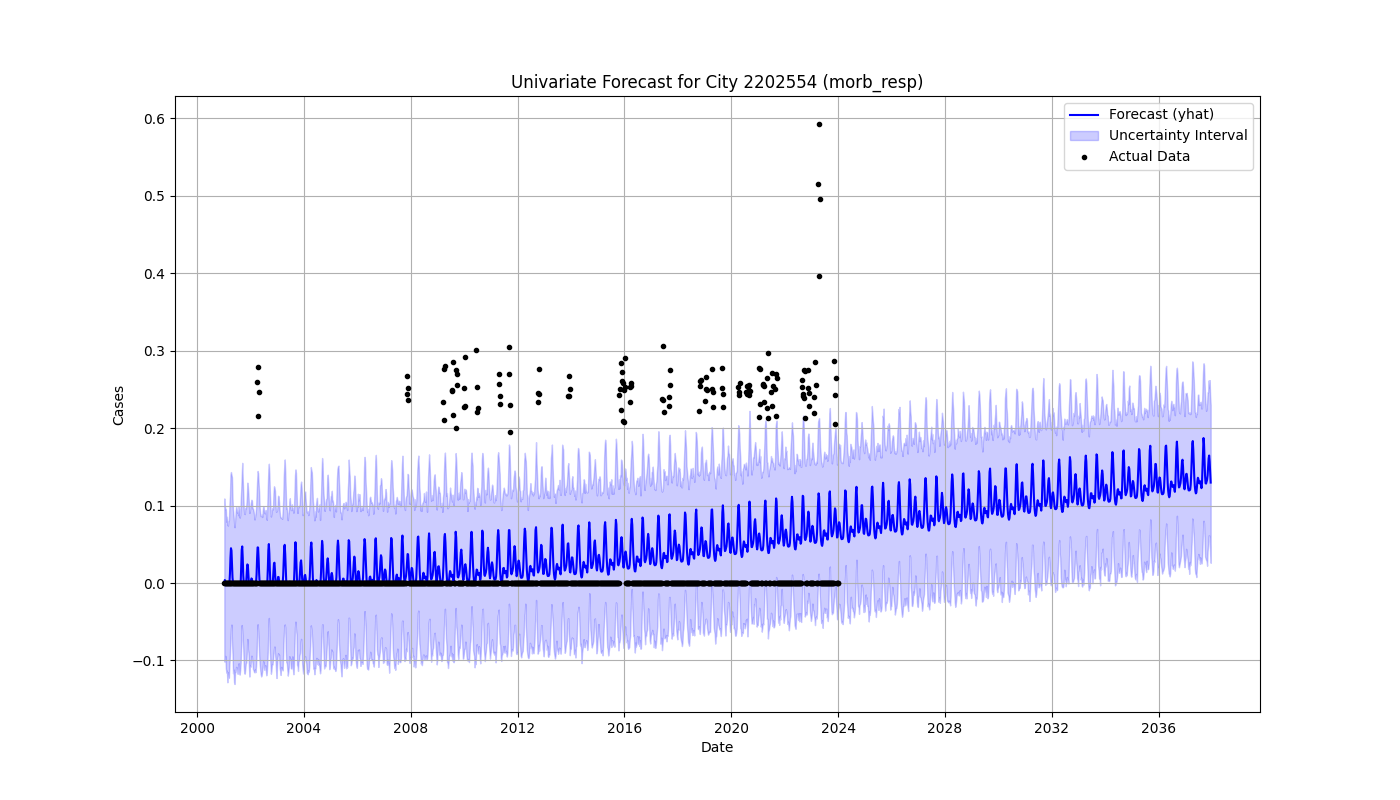 Univariate Forecast for City 2202554 (morb_resp)
Forecast (yhat)
Uncertainty Interval
Actual Data
Cases
0.6
0.5
0.4
0.3
0.2
0.1
0.0
−0.1
2000 2004 2008 2012 2016 2020 2024 2028 2032 2036
Date